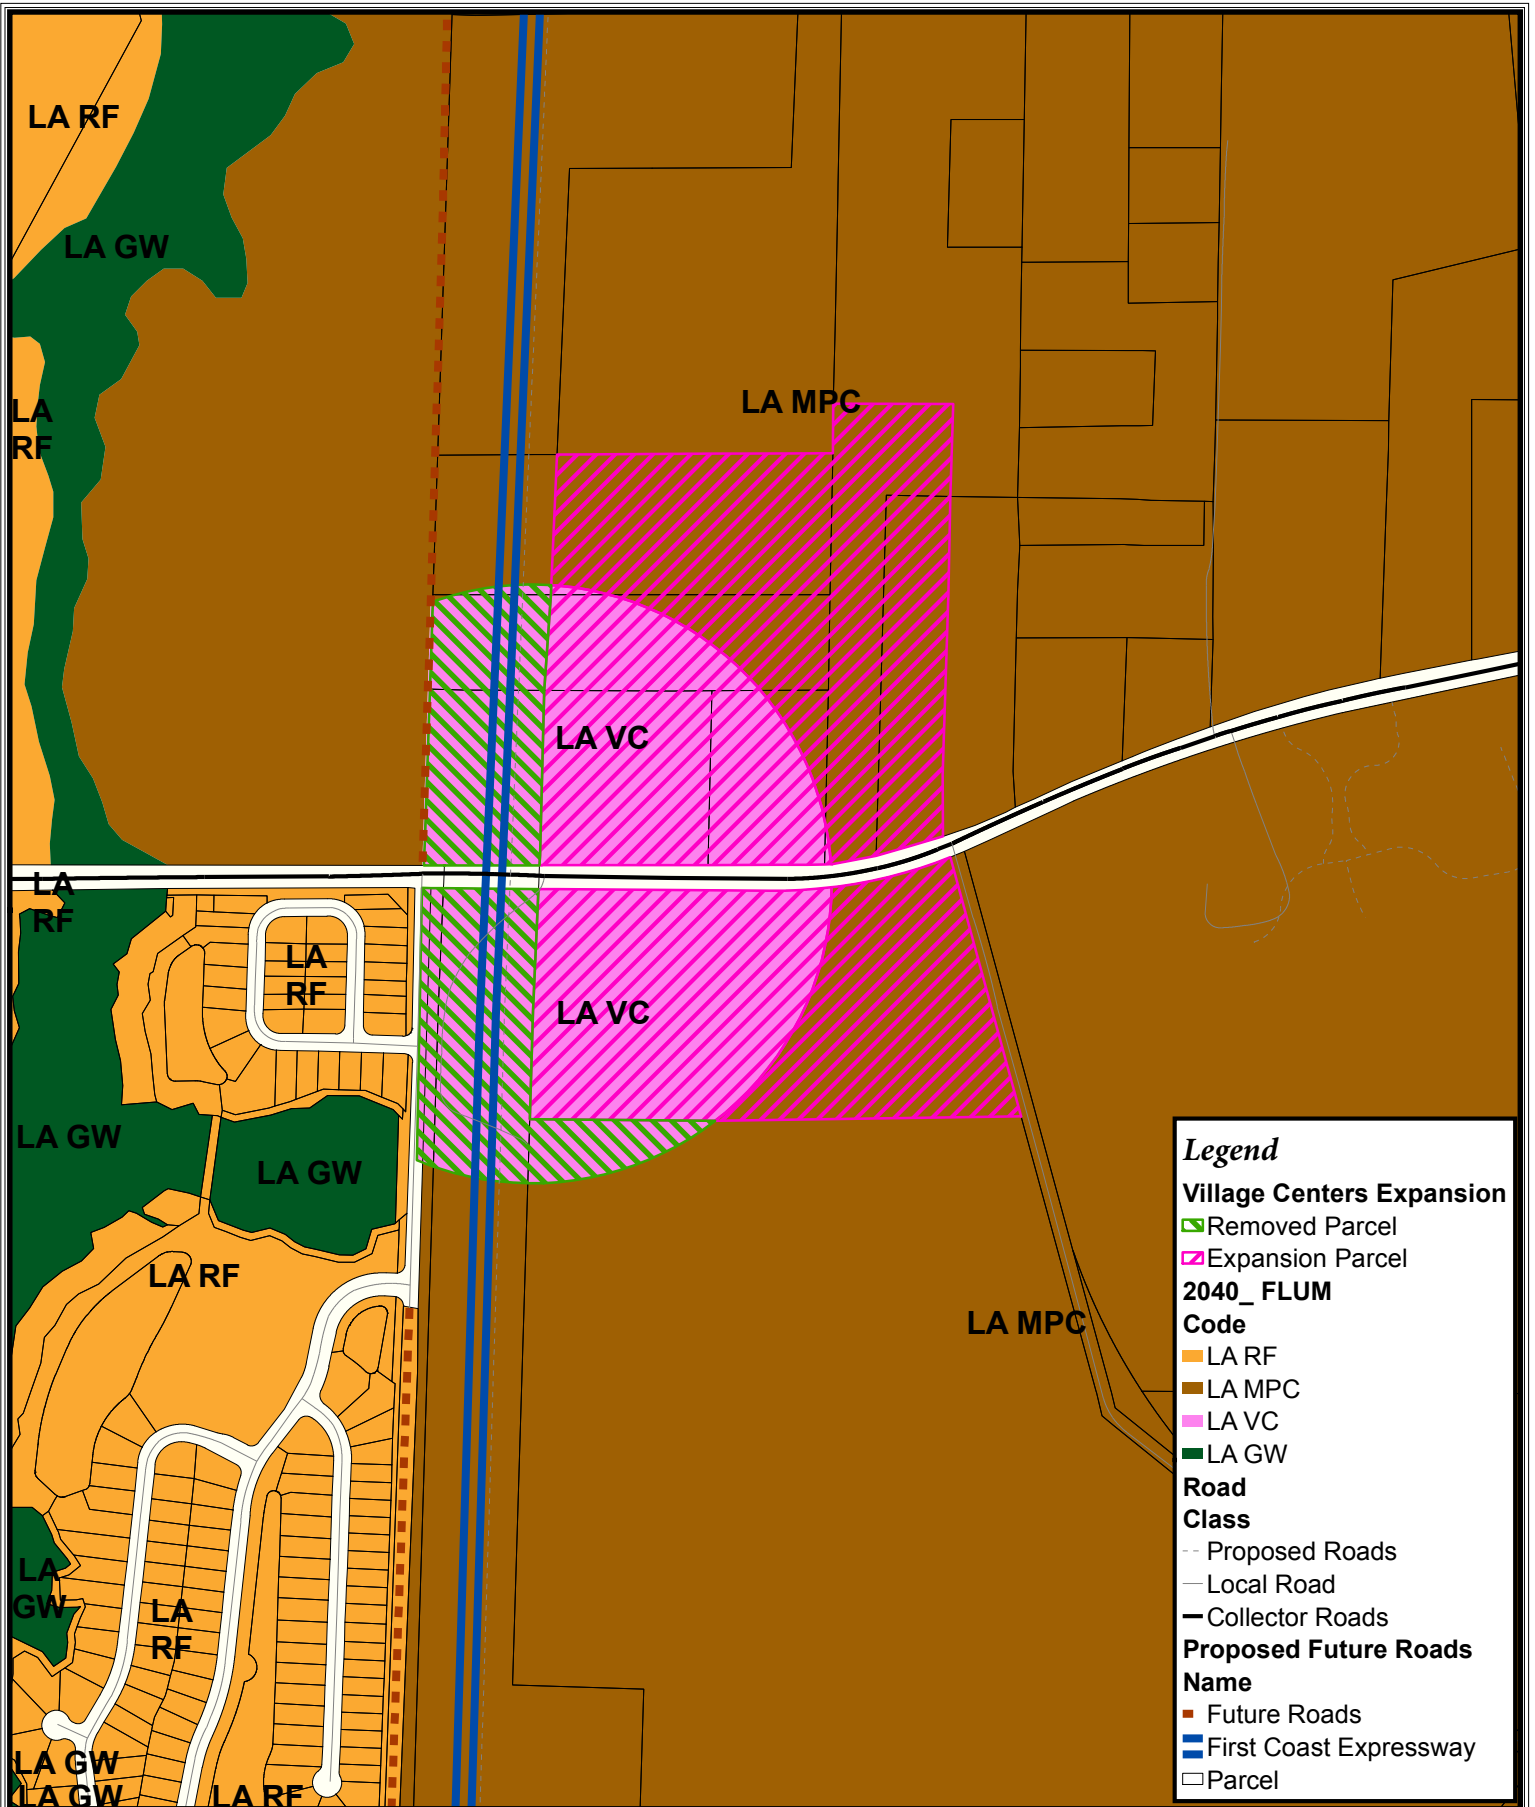 LA RF
LA GW
LA
RF
LA MPC
LA VC
LA
RF
LA
RF
LA VC
LA GW
LA GW
LA RF
LA MPC
LA
GW
LA
RF
LA GW
LA GW
LA RF
Legend
Village Centers Expansion
Removed Parcel
Expansion Parcel
2040_ FLUM
Code
LA RF
LA MPC
LA VC
LA GW
Road
Class
Proposed Roads
Local Road
Collector Roads
Proposed Future Roads
Name
Future Roads
First Coast Expressway
Parcel